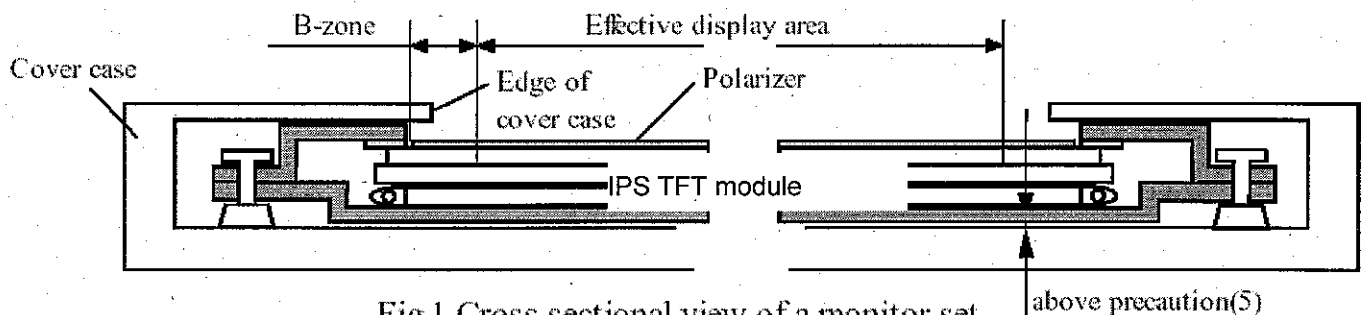 B-zone
Effective display area
Cover case
Edge of
cover case
Polarizer
IPS TFT module
above precaution(5)
Fig.1 Cross sectional view of a monitor set